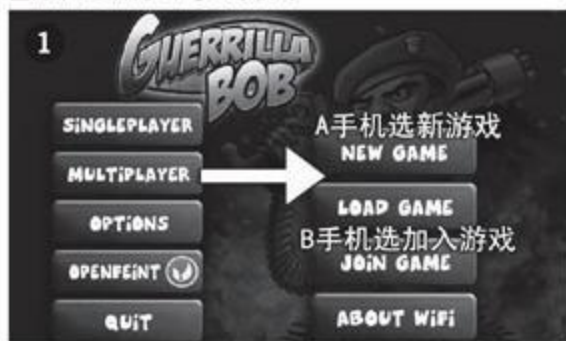 1
GUERRILLA
BOB
SINGLEPLAYER
MULTIPLAYER
OPTIONS
OPENFEINT
QUIT
A手机选新游戏
NEW GAME
LOAD GAME
B手机选加入游戏
JOIN GAME
ABOUT WIFI